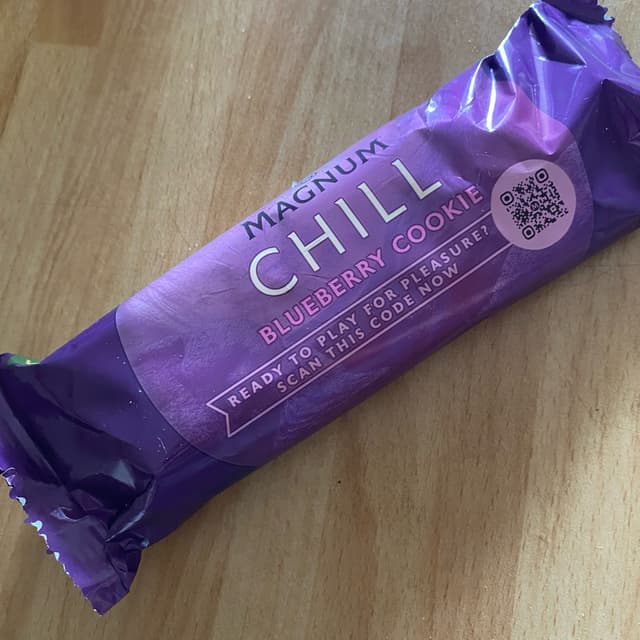 MAGNUM
CHILL
BLUEBERRY COOKIE
READY TO PLAY FOR PLEASURE?
SCAN THIS CODE NOW